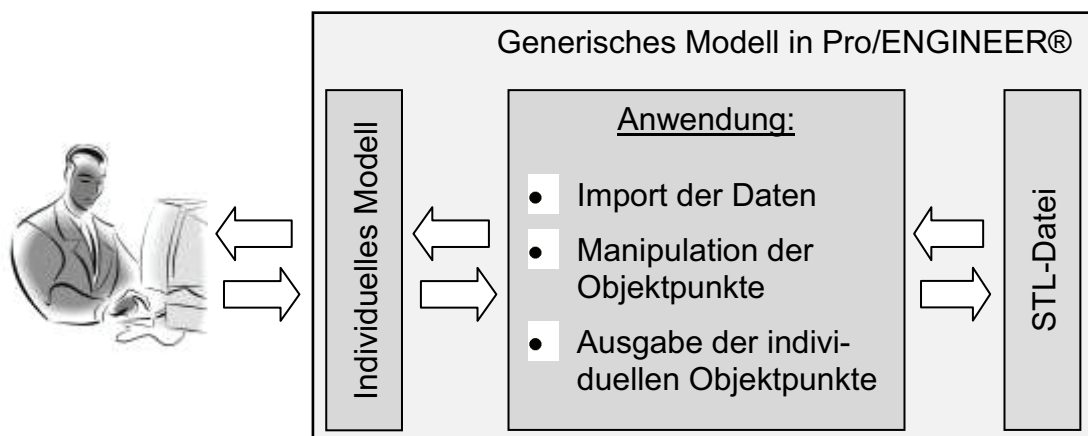 Generisches Modell in Pro/ENGINEER®
Individuelles Modell
Anwendung:
• Import der Daten
• Manipulation der
Objektpunkte
• Ausgabe der indivi-
duellen Objektpunkte
STL-Datei